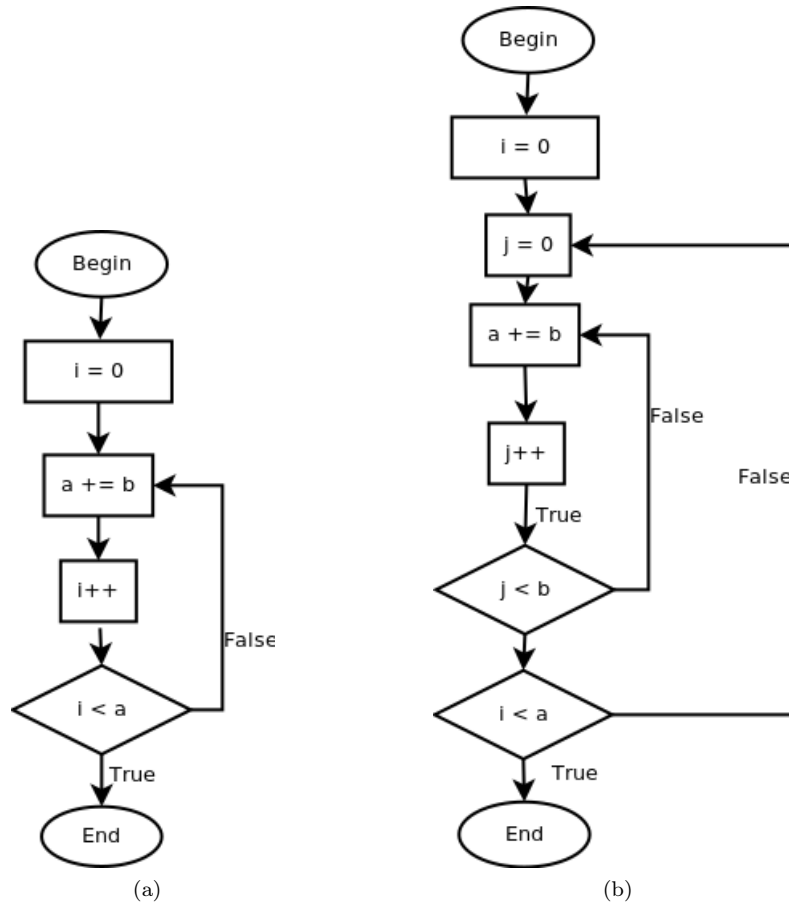 Begin
i = 0
a += b
i++
False
i < a
True
End
(a)
Begin
i = 0
j = 0
a += b
False
j++
False
True
j < b
i < a
True
End
(b)